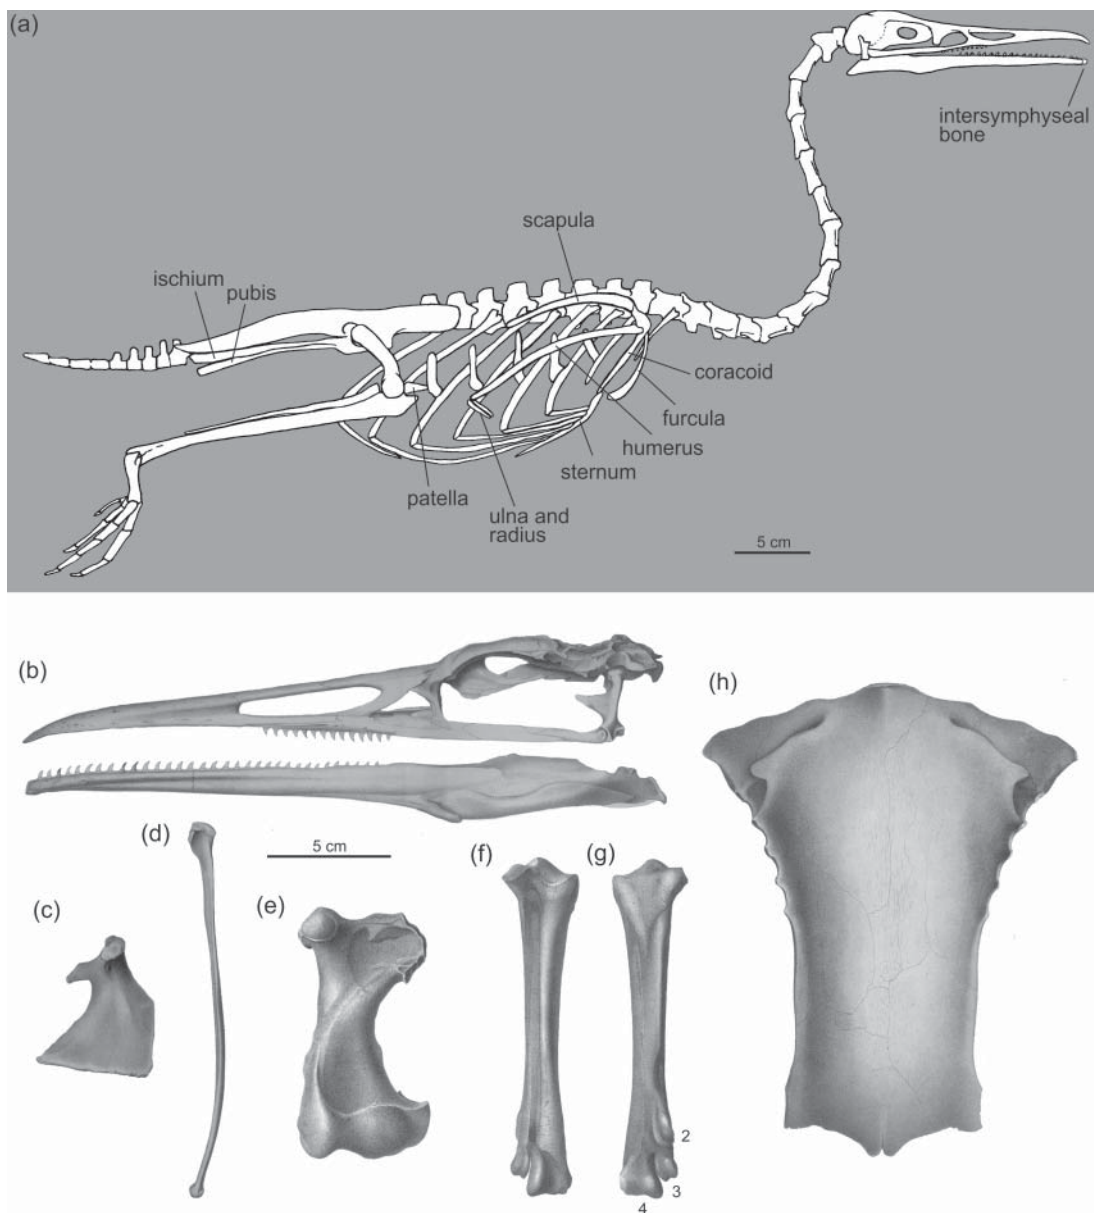 (a)
intersymphyseal
bone
scapula
ischium
pubis
coracoid
furcula
humerus
sternum
patella
ulna and
radius
5 cm
(b)
(h)
(d)
5 cm
(f)
(g)
(c)
(e)
2
3
4